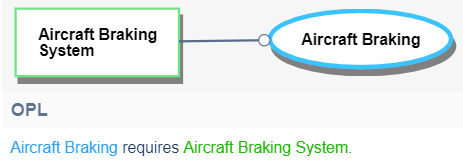 Aircraft Braking
System
Aircraft Braking
OPL
Aircraft Braking requires Aircraft Braking System.